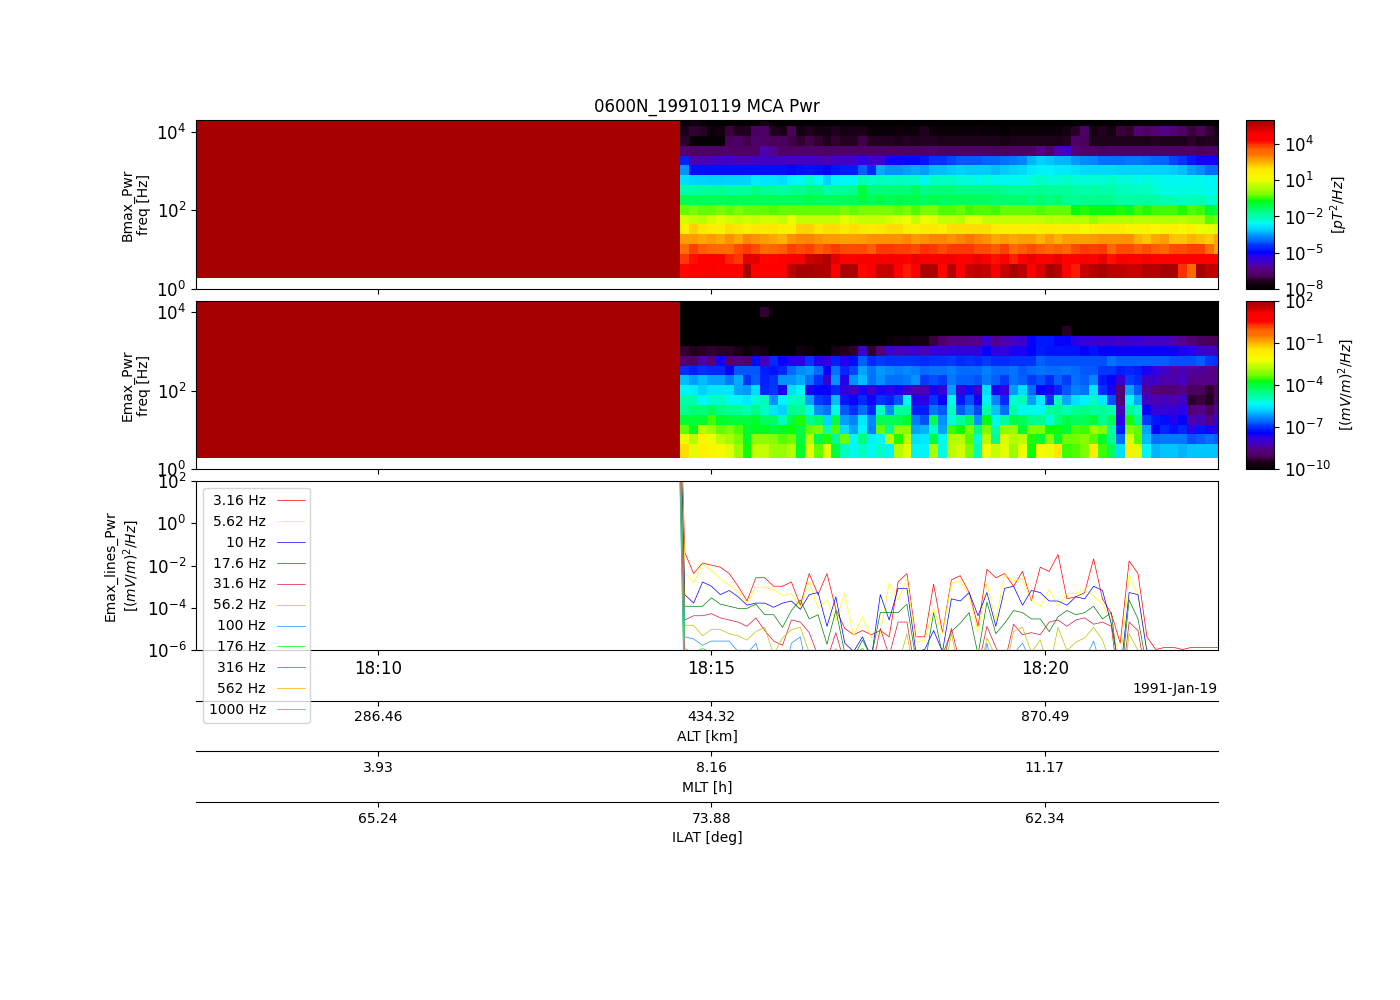 0600N_19910119 MCA Pwr
Bmax_Pwr
freq [Hz]
10^4
10^2
10^0
10^4
10^1
10^-2
10^-5
10^-8
[pT^2/Hz]
Emax_Pwr
freq [Hz]
10^4
10^2
10^0
10^2
10^-1
10^-4
10^-7
10^-10
[(mV/m)^2/Hz]
Emax_lines_Pwr
[(mV/m)^2/Hz]
10^2
10^0
10^-2
10^-4
10^-6
3.16 Hz
5.62 Hz
10 Hz
17.6 Hz
31.6 Hz
56.2 Hz
100 Hz
176 Hz
316 Hz
562 Hz
1000 Hz
18:10 18:15 18:20
1991-Jan-19
286.46 434.32 870.49
ALT [km]
3.93 8.16 11.17
MLT [h]
65.24 73.88 62.34
ILAT [deg]